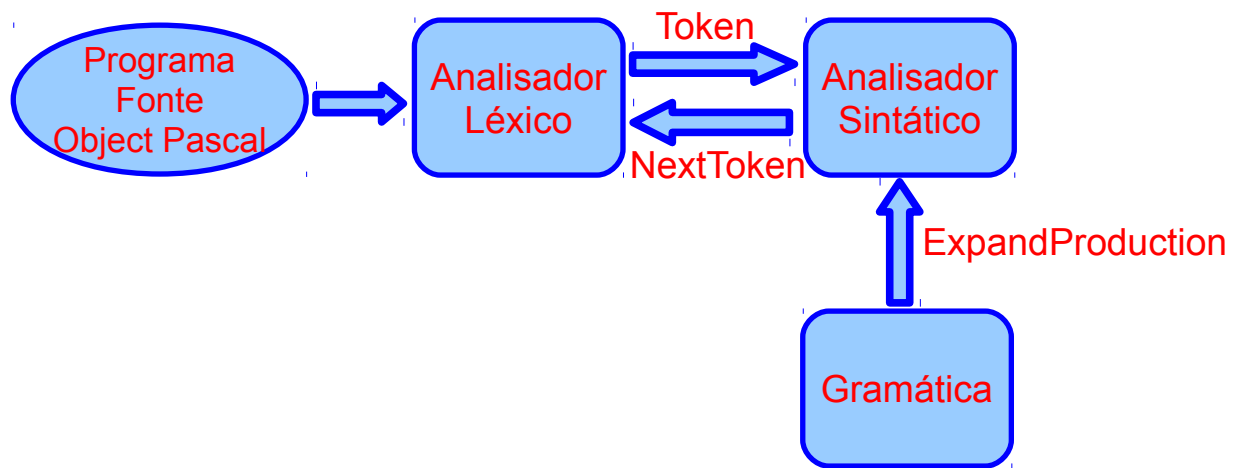 Programa
Fonte
Object Pascal
Analisador
Léxico
Token
NextToken
Analisador
Sintático
ExpandProduction
Gramática